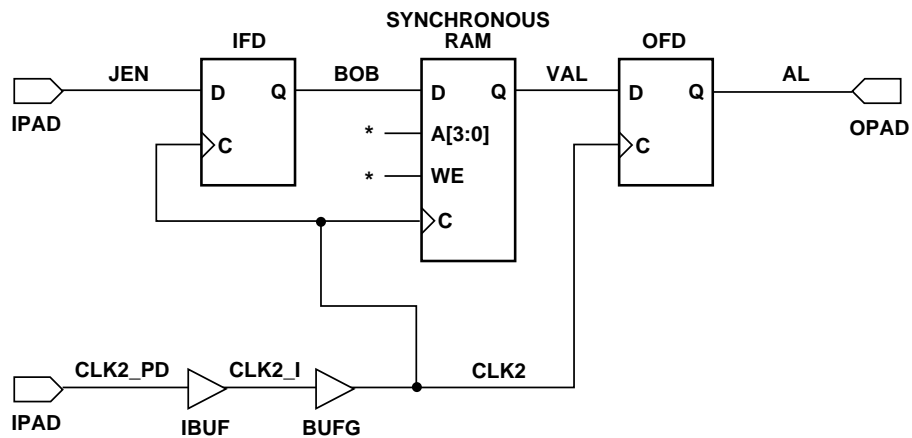 SYNCHRONOUS
IFD RAM OFD
JEN BOB VAL AL
D Q D Q D Q
IPAD OPAD
* A[3:0]
C C
* WE
C
CLK2_PD CLK2_I CLK2
IPAD IBUF BUFG